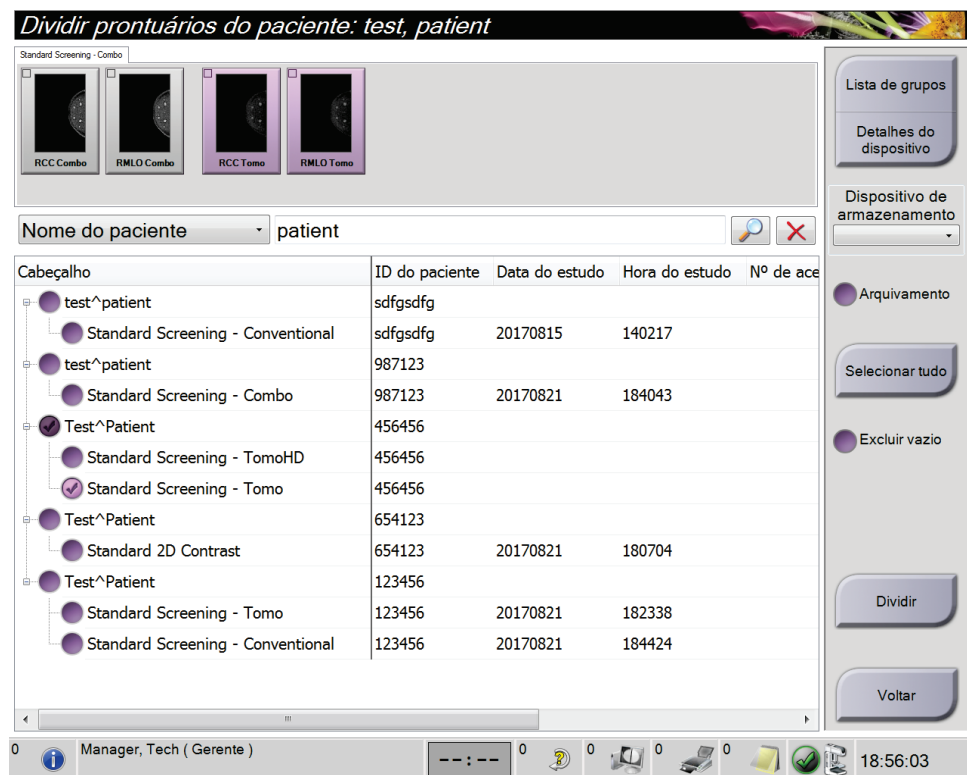 Dividir prontuários do paciente: test, patient
Standard Screening - Combo
RCC Combo RMLO Combo RCC Tomo RMLO Tomo
Lista de grupos
Detalhes do
dispositivo
Dispositivo de
armazenamento
Arquivamento
Selecionar tudo
Excluir vazio
Dividir
Voltar
Nome do paciente patient
Cabeçalho ID do paciente Data do estudo Hora do estudo Nº de ace
test^patient sdfgsdfg
Standard Screening - Conventional sdfgsdfg 20170815 140217
test^patient 987123
Standard Screening - Combo 987123 20170821 184043
Test^Patient 456456
Standard Screening - TomoHD 456456
Standard Screening - Tomo 456456
Test^Patient 654123
Standard 2D Contrast 654123 20170821 180704
Test^Patient 123456
Standard Screening - Tomo 123456 20170821 182338
Standard Screening - Conventional 123456 20170821 184424
0 Manager, Tech ( Gerente ) --:-- 0 0 0 0 18:56:03